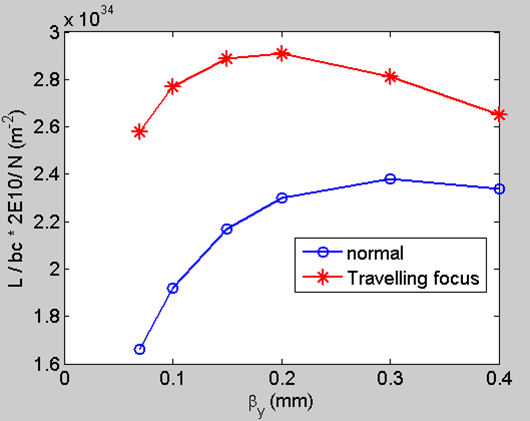 × 10^34
3
2.8
2.6
2.4
2.2
2
1.8
1.6
L / bc * 2E10/ N (m^-2)
normal
Travelling focus
0 0.1 0.2 0.3 0.4
β_y (mm)